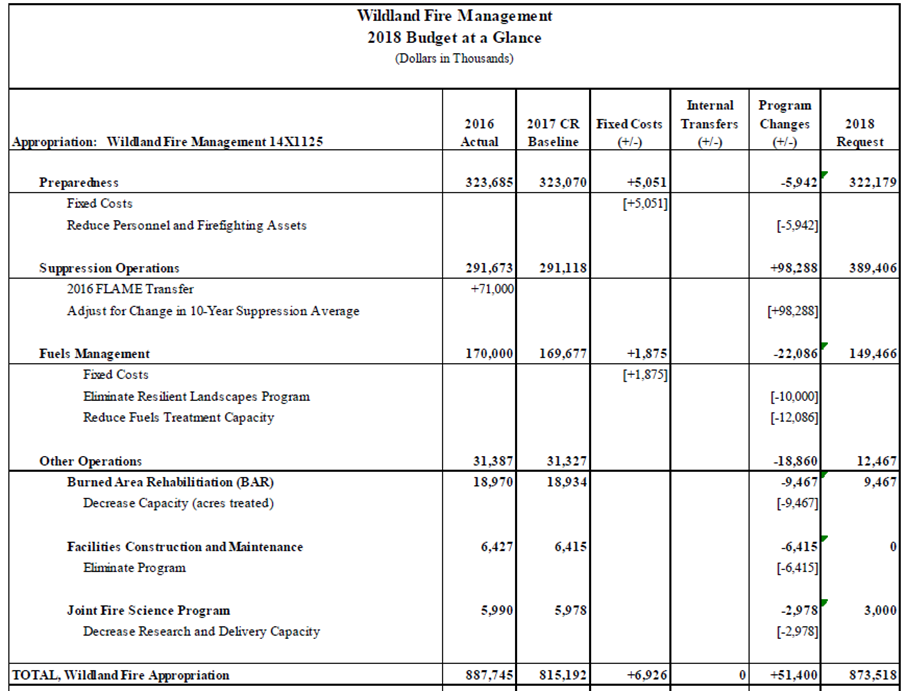 Wildland Fire Management
2018 Budget at a Glance
(Dollars in Thousands)
Appropriation: Wildland Fire Management 14X1125 2016 Actual 2017 CR Baseline Fixed Costs (+/-) Internal Transfers (+/-) Program Changes (+/-) 2018 Request
Preparedness 323,685 323,070 +5,051 -5,942 322,179
Fixed Costs [+5,051]
Reduce Personnel and Firefighting Assets [-5,942]
Suppression Operations 291,673 291,118 +98,288 389,406
2016 FLAME Transfer +71,000
Adjust for Change in 10-Year Suppression Average [+98,288]
Fuels Management 170,000 169,677 +1,875 -22,086 149,466
Fixed Costs [+1,875]
Eliminate Resilient Landscapes Program [-10,000]
Reduce Fuels Treatment Capacity [-12,086]
Other Operations 31,387 31,327 -18,860 12,467
Burned Area Rehabilitiation (BAR) 18,970 18,934 -9,467 9,467
Decrease Capacity (acres treated) [-9,467]
Facilities Construction and Maintenance 6,427 6,415 -6,415 0
Eliminate Program [-6,415]
Joint Fire Science Program 5,990 5,978 -2,978 3,000
Decrease Research and Delivery Capacity [-2,978]
TOTAL, Wildland Fire Appropriation 887,745 815,192 +6,926 0 +51,400 873,518